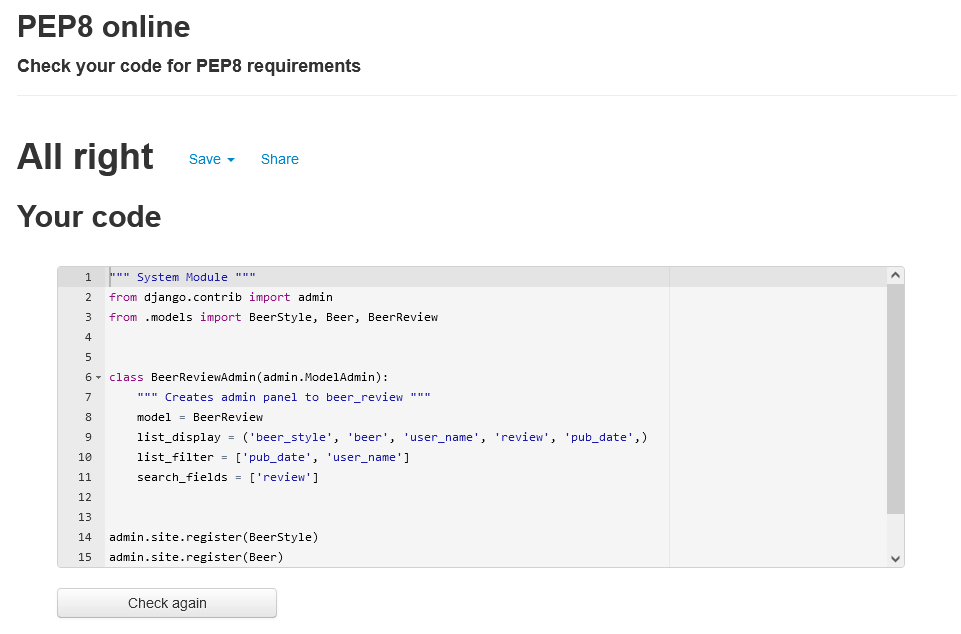 PEP8 online
Check your code for PEP8 requirements
All right Save Share
Your code
1 """ System Module """
2 from django.contrib import admin
3 from .models import BeerStyle, Beer, BeerReview
4
5
6 class BeerReviewAdmin(admin.ModelAdmin):
7     """ Creates admin panel to beer_review """
8     model = BeerReview
9     list_display = ('beer_style', 'beer', 'user_name', 'review', 'pub_date',)
10     list_filter = ['pub_date', 'user_name']
11     search_fields = ['review']
12
13
14 admin.site.register(BeerStyle)
15 admin.site.register(Beer)
Check again